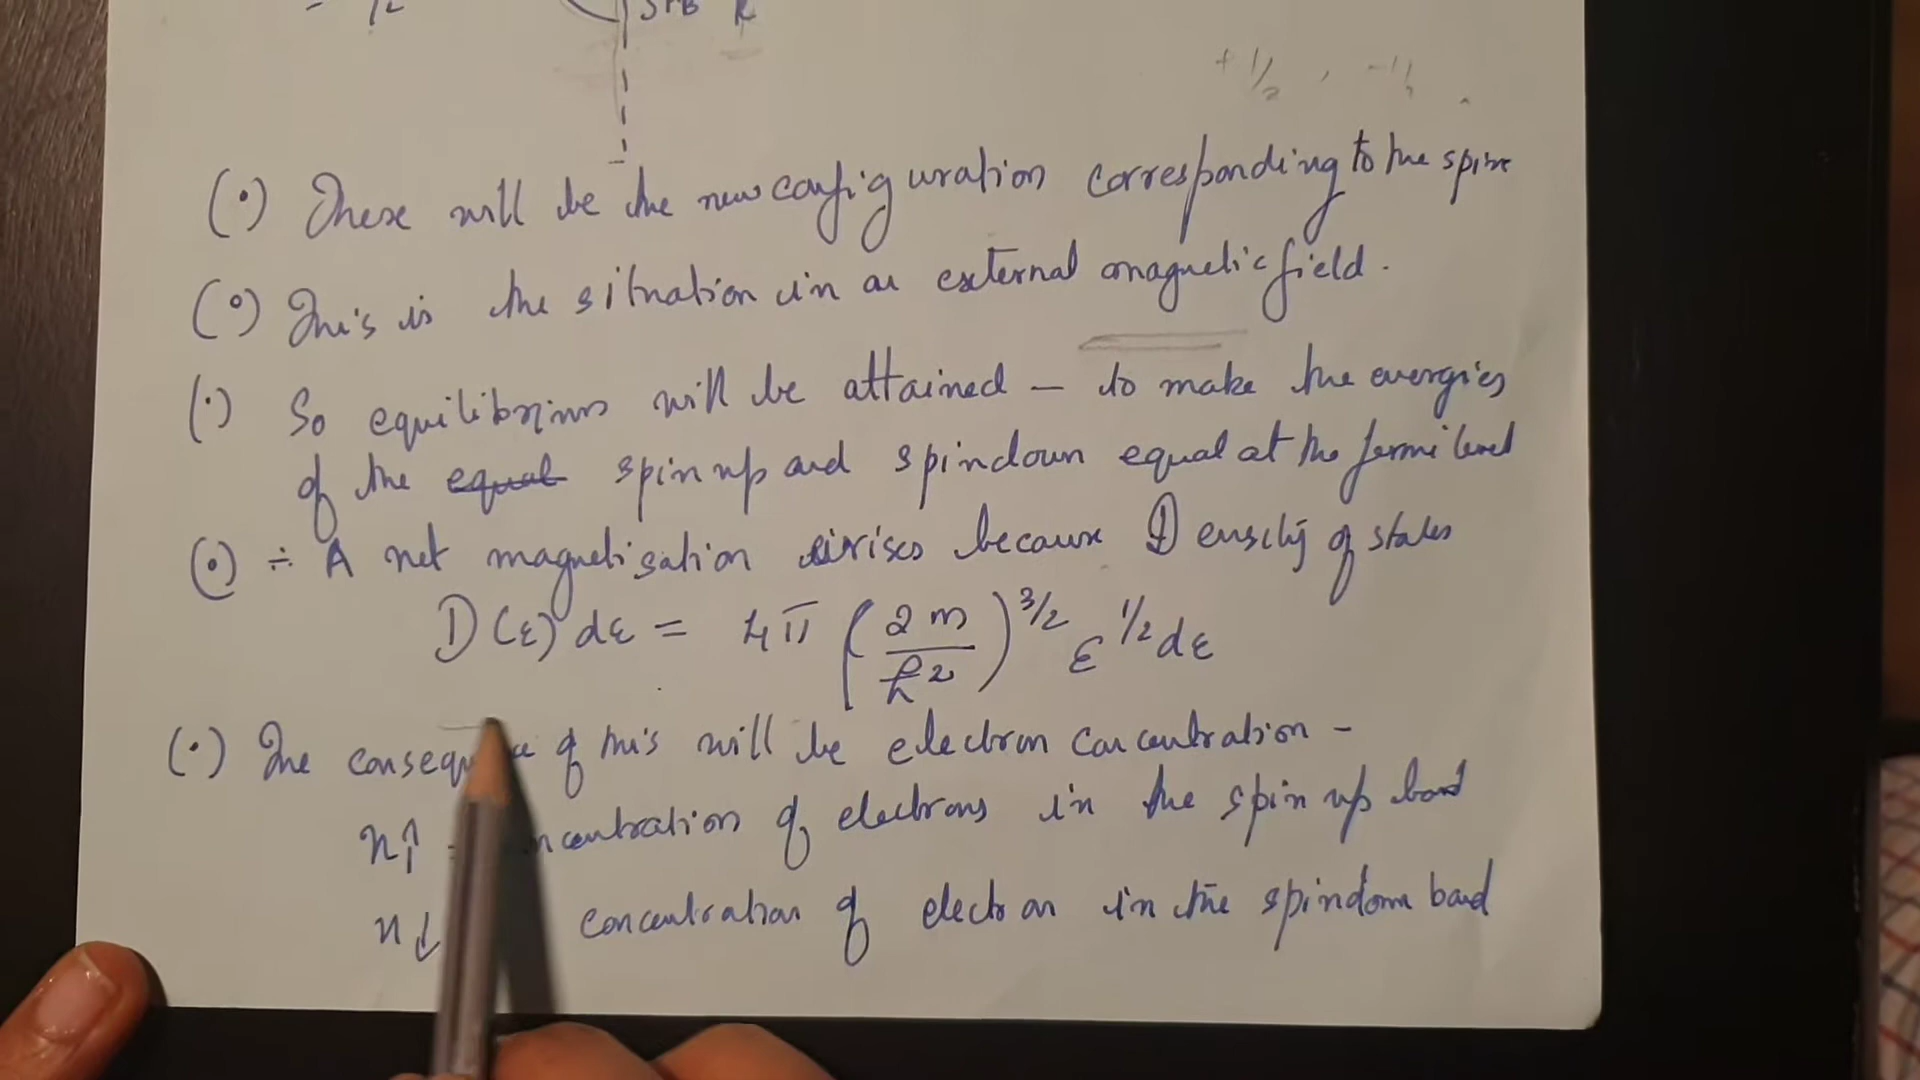 +1/2 , -1/2
(•) These will be the new configuration corresponding to the spins
(•) This is the situation in an external magnetic field.
(•) So equilibrium will be attained – to make the energies
of the equal spin up and spindown equal at the fermi level
(•) ÷ A net magnetisation arises because Density of states
D(ε) dε = 4π (2m/ħ²)^3/2 ε^1/2 dε
(•) The of this will be electron concentration –
n↑ of electrons in the spin up band
n↓ concentration of electron in the spindown band